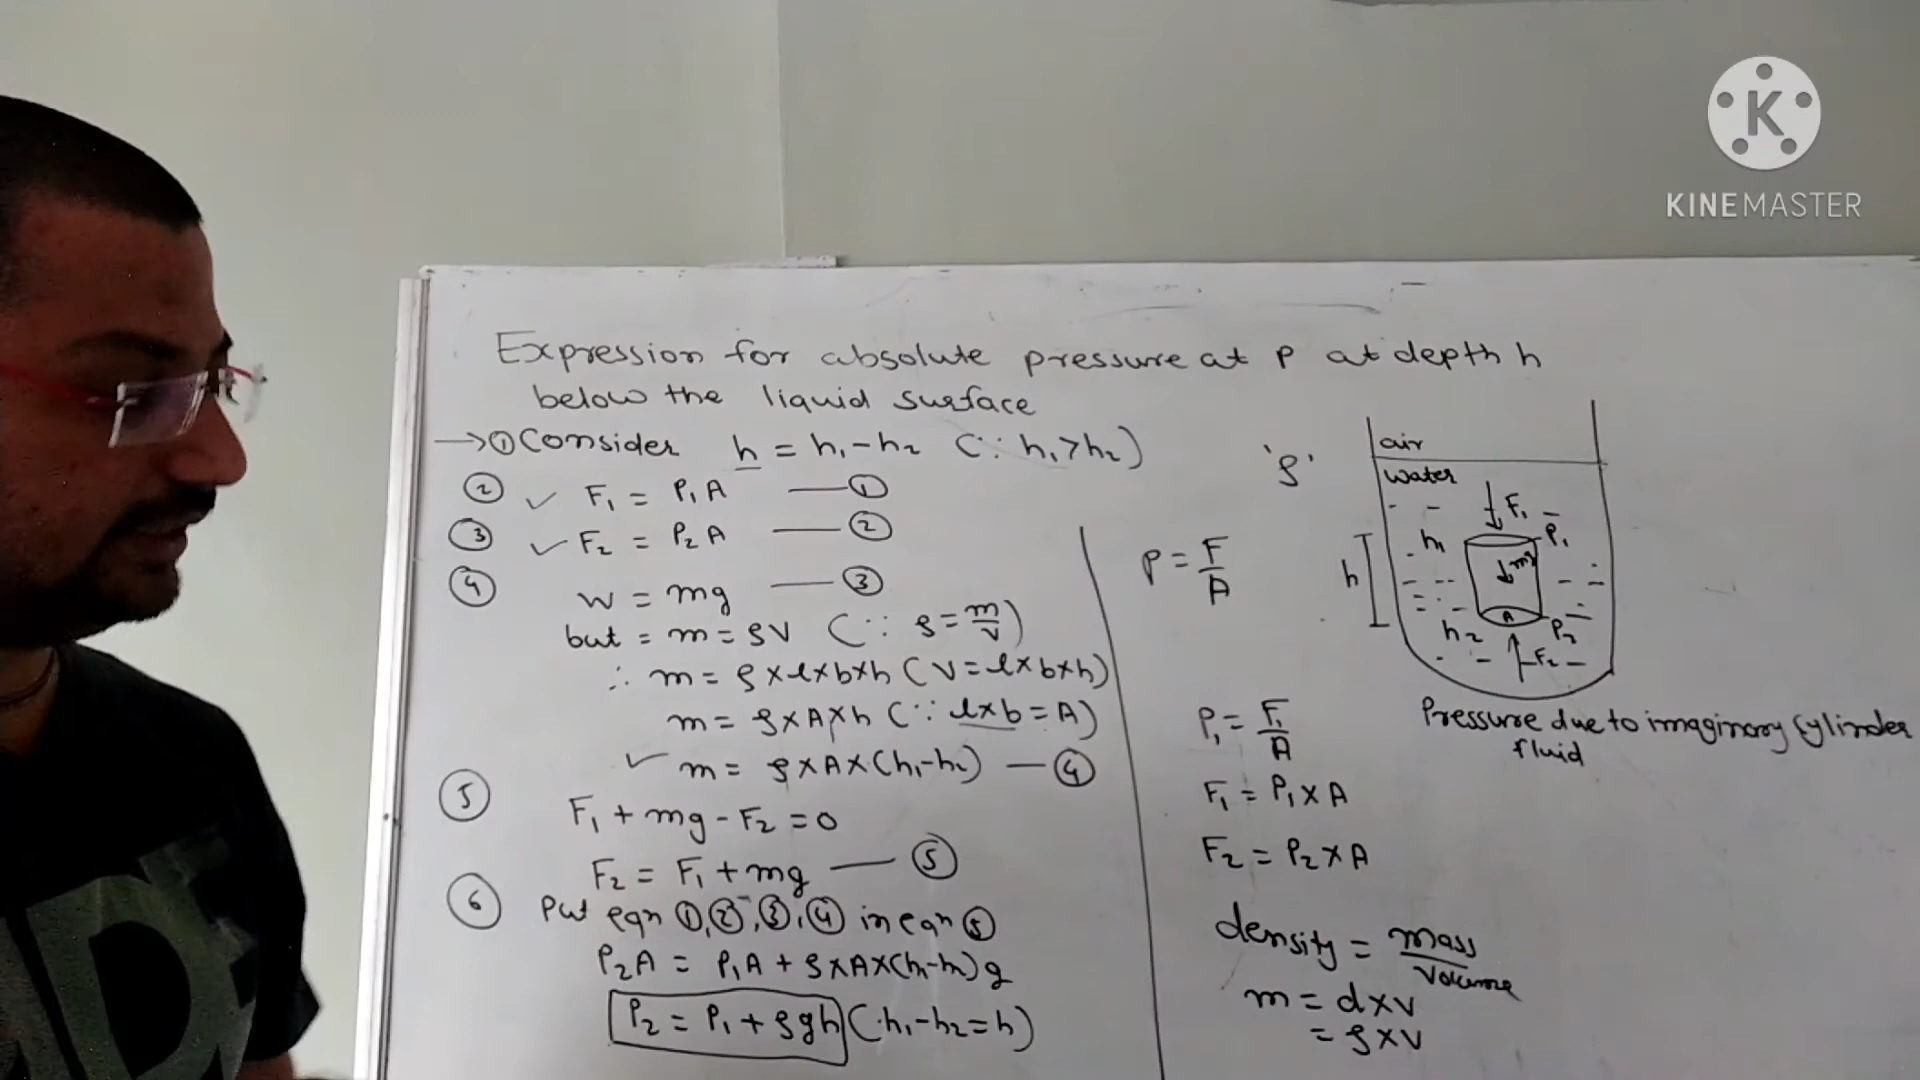 KINEMASTER
Expression for absolute pressure at P at depth h
below the liquid surface
→ ① Consider h = h₁ - h₂ (∵ h₁ > h₂)
② ✓ F₁ = P₁ A —— ①
③ ✓ F₂ = P₂ A —— ②
④ W = mg —— ③
but = m = ρV (∵ ρ = m/V)
∴ m = ρ × l × b × h (V = l × b × h)
m = ρ × A × h (∵ l × b = A)
✓ m = ρ × A × (h₁ - h₂) — ④
⑤ F₁ + mg - F₂ = 0
F₂ = F₁ + mg —— ⑤
⑥ Put eqn ①, ②, ③, ④ in eqn ⑤
P₂A = P₁A + ρ × A × (h₁-h₂)g
P₂ = P₁ + ρgh (∵ h₁ - h₂ = h)
'ρ'
P = F/A
air
water
F₁
h₁
P₁
mg
h
A
h₂
P₂
F₂
Pressure due to imaginary cylinder
fluid
P₁ = F₁/A
F₁ = P₁ × A
F₂ = P₂ × A
density = mass/Volume
m = d × V
= ρ × V